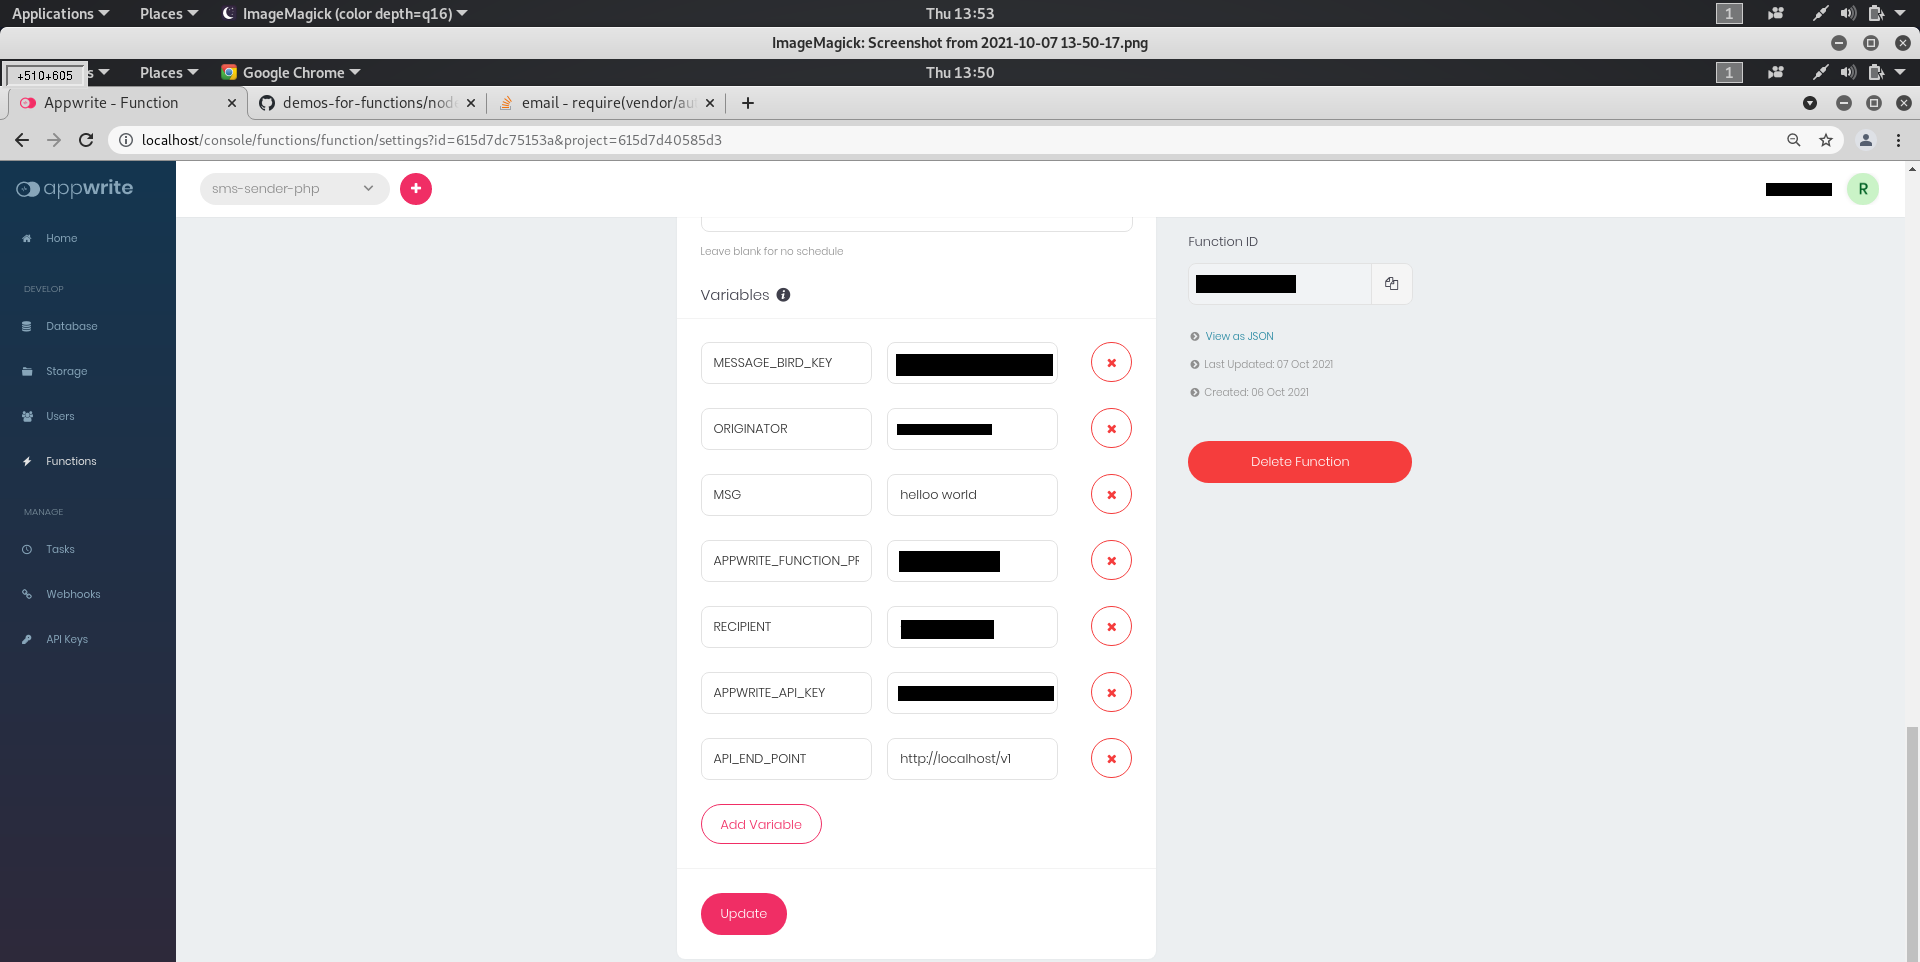 Applications Places ImageMagick (color depth=q16) Thu 13:53 1
ImageMagick: Screenshot from 2021-10-07 13-50-17.png
+510+605 s Places Google Chrome Thu 13:50 1
Appwrite - Function demos-for-functions/node email - require(vendor/au
localhost/console/functions/function/settings?id=615d7dc75153a&project=615d7d40585d3
appwrite sms-sender-php R
Home
DEVELOP
Database
Storage
Users
Functions
MANAGE
Tasks
Webhooks
API Keys
Leave blank for no schedule
Variables
MESSAGE_BIRD_KEY
ORIGINATOR
MSG helloo world
APPWRITE_FUNCTION_PR
RECIPIENT
APPWRITE_API_KEY
API_END_POINT http://localhost/v1
Add Variable
Update
Function ID
View as JSON
Last Updated: 07 Oct 2021
Created: 06 Oct 2021
Delete Function